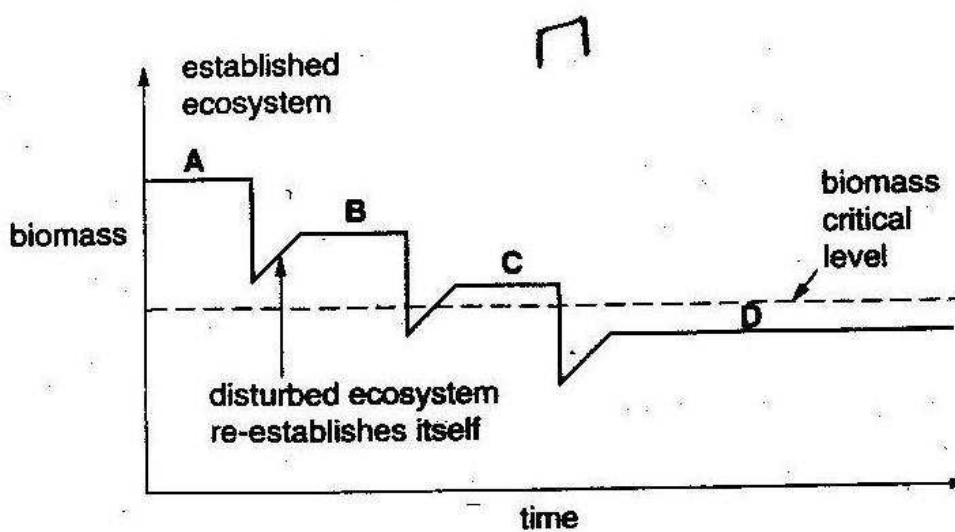 established
ecosystem
A
biomass
B
biomass
critical
level
C
D
disturbed ecosystem
re-establishes itself
time